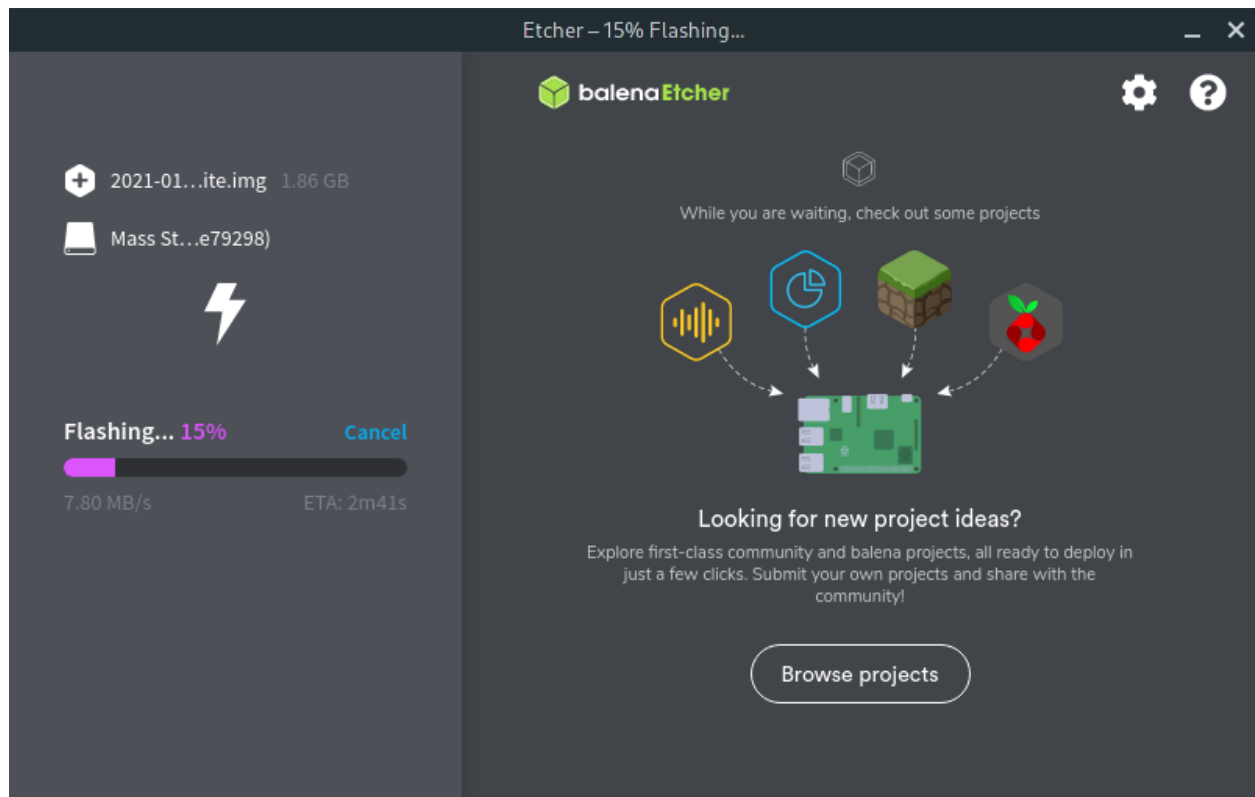 Etcher – 15% Flashing...
balenaEtcher
2021-01...ite.img 1.86 GB
Mass St...e79298)
Flashing... 15% Cancel
7.80 MB/s ETA: 2m41s
While you are waiting, check out some projects
Looking for new project ideas?
Explore first-class community and balena projects, all ready to deploy in
just a few clicks. Submit your own projects and share with the
community!
Browse projects